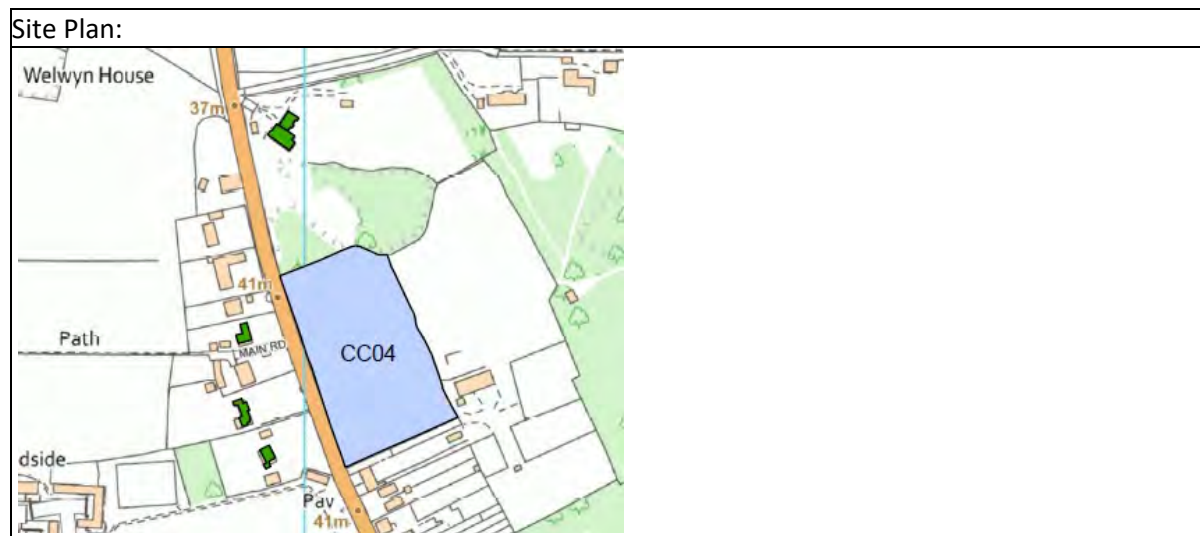 Site Plan:
Welwyn House
37m
41m
Path
MAIN RD
CC04
dside
Pav
41m